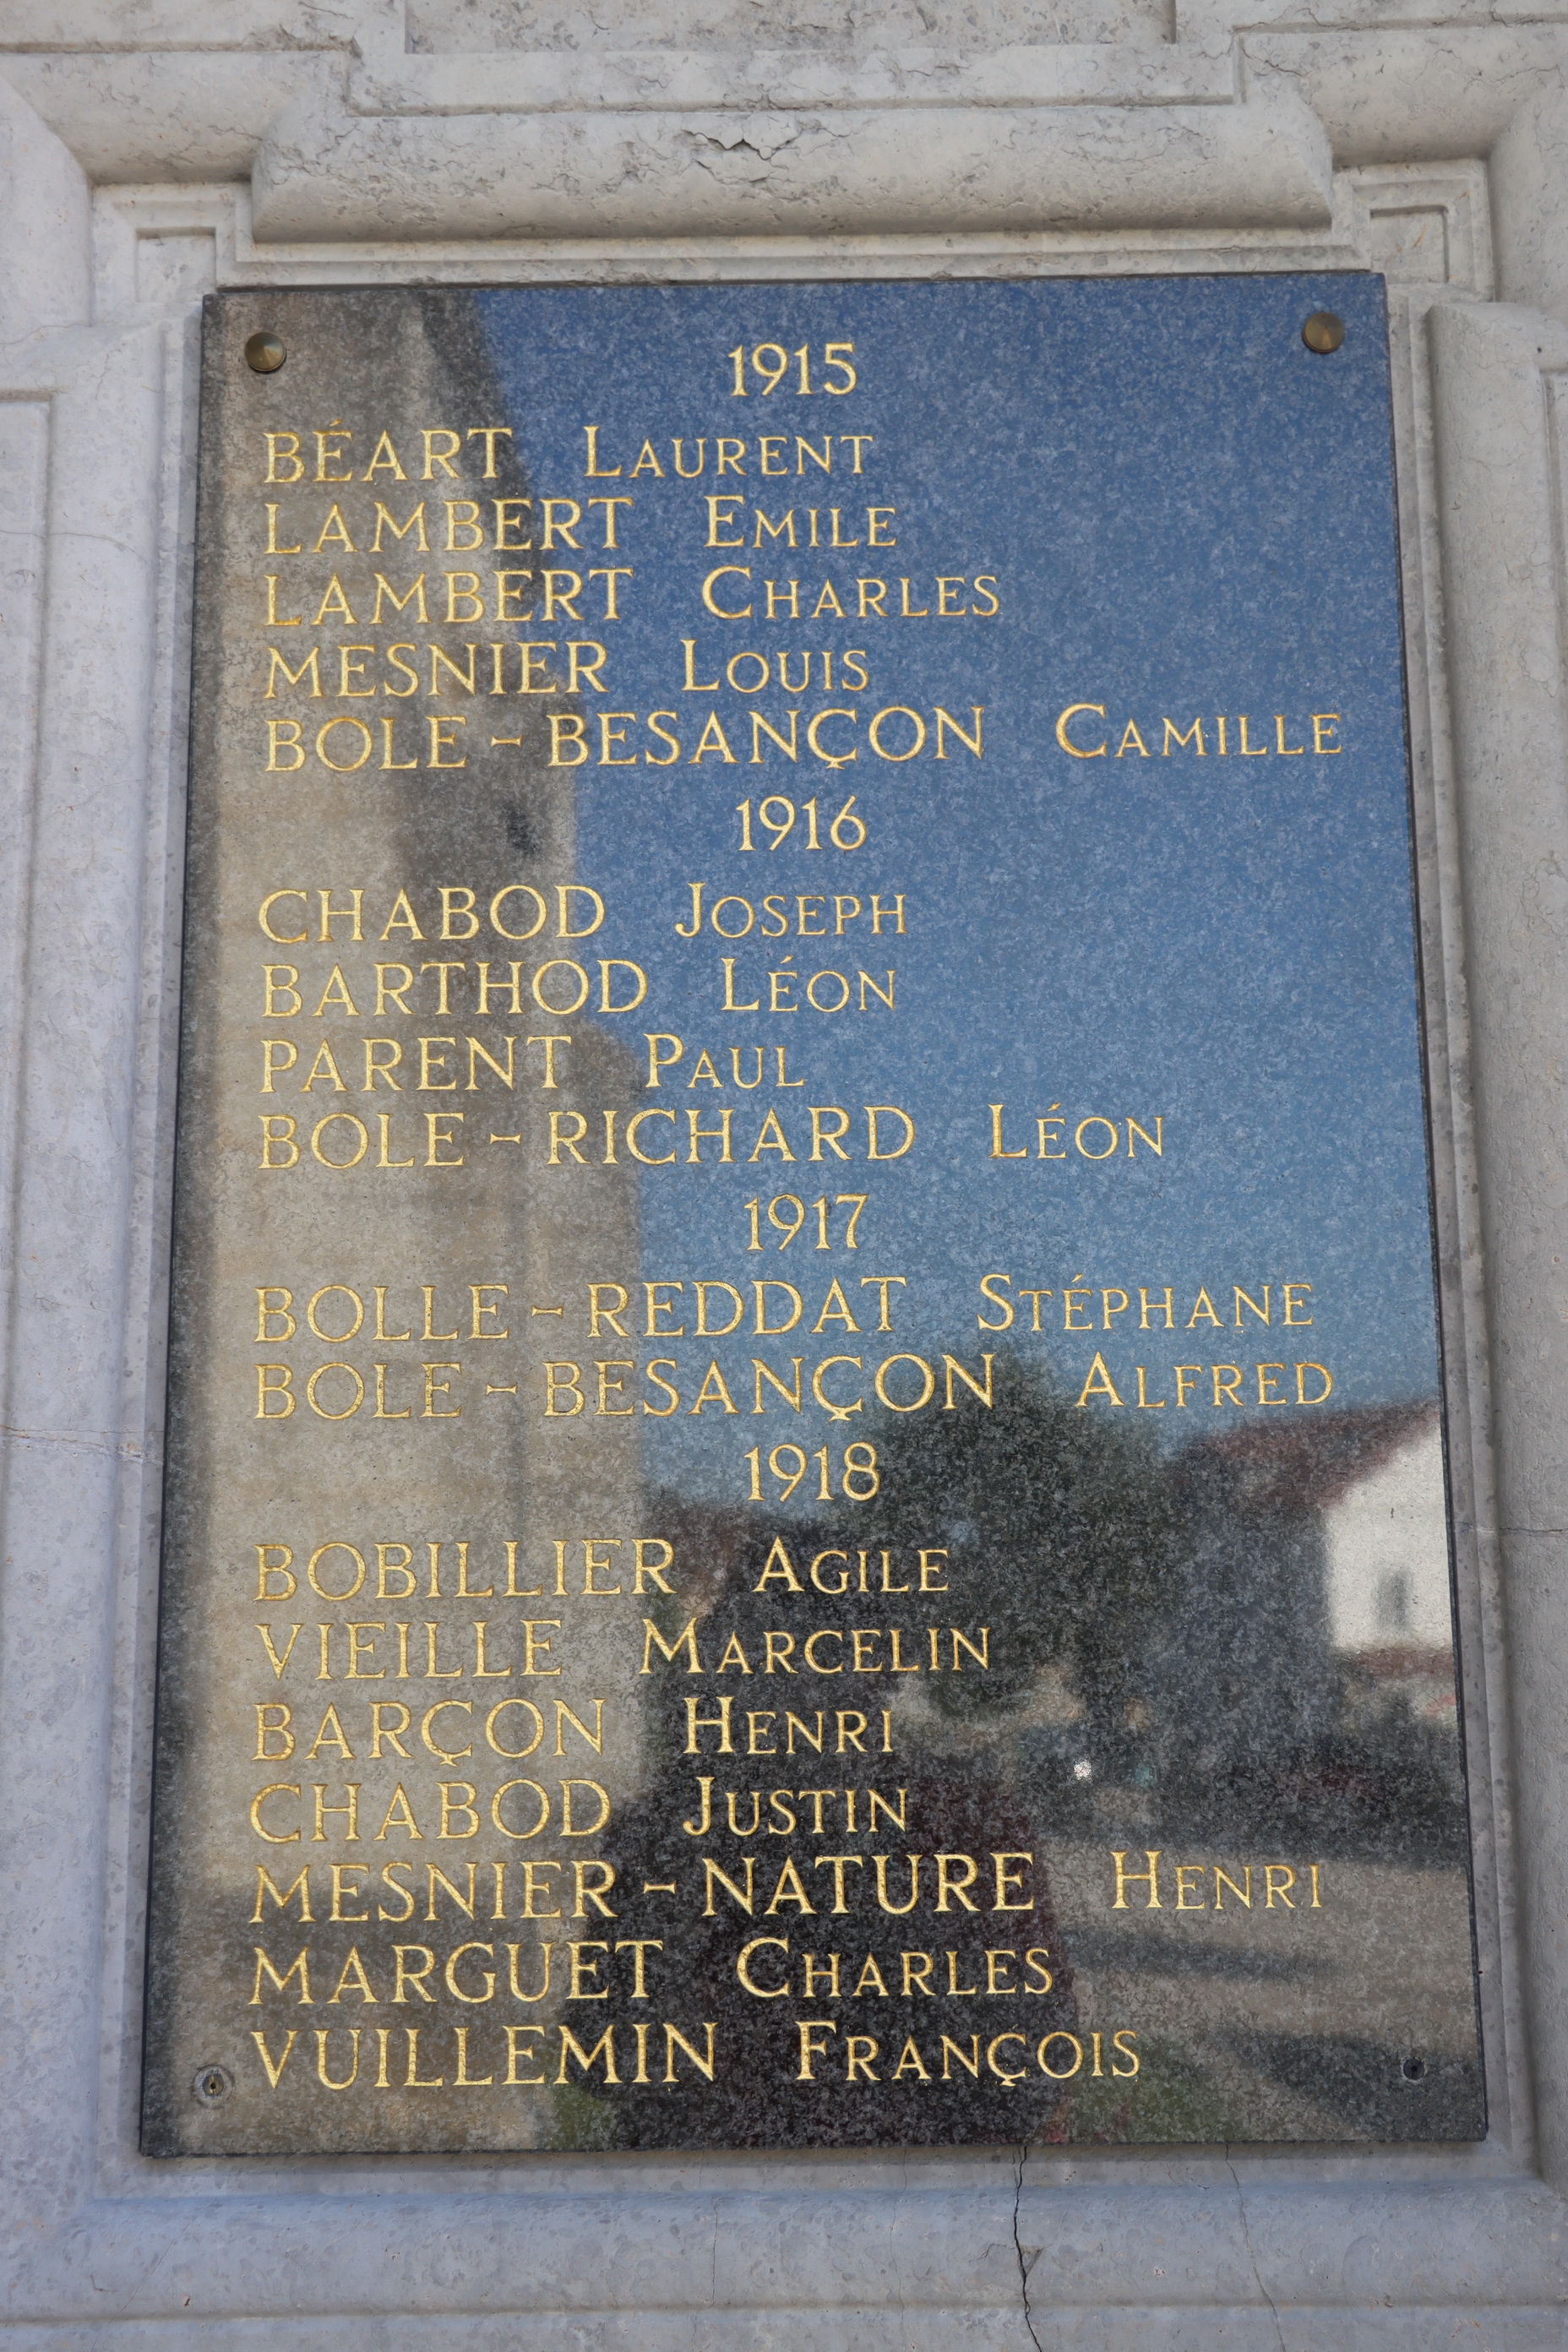 1915
BÉART LAURENT
LAMBERT EMILE
LAMBERT CHARLES
MESNIER LOUIS
BOLE-BESANÇON CAMILLE
1916
CHABOD JOSEPH
BARTHOD LÉON
PARENT PAUL
BOLE-RICHARD LÉON
1917
BOLLE-REDDAT STÉPHANE
BOLE-BESANÇON ALFRED
1918
BOBILLIER AGILE
VIEILLE MARCELIN
BARÇON HENRI
CHABOD JUSTIN
MESNIER-NATURE HENRI
MARGUET CHARLES
VUILLEMIN FRANÇOIS